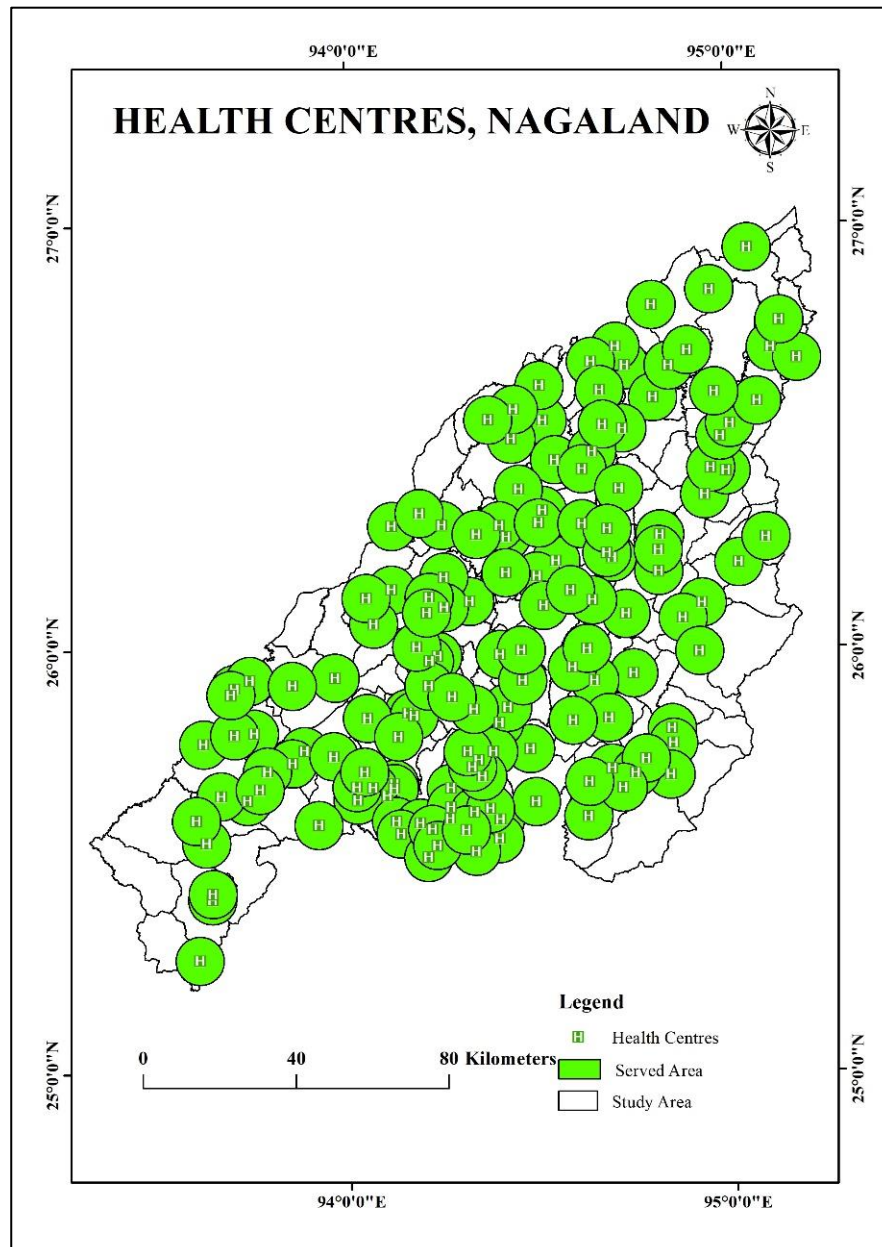 94°0'0"E 95°0'0"E
HEALTH CENTRES, NAGALAND
N
W E
S
27°0'0"N 27°0'0"N
26°0'0"N 26°0'0"N
Legend
H Health Centres
0 40 80 Kilometers
Served Area
Study Area
25°0'0"N 25°0'0"N
94°0'0"E 95°0'0"E